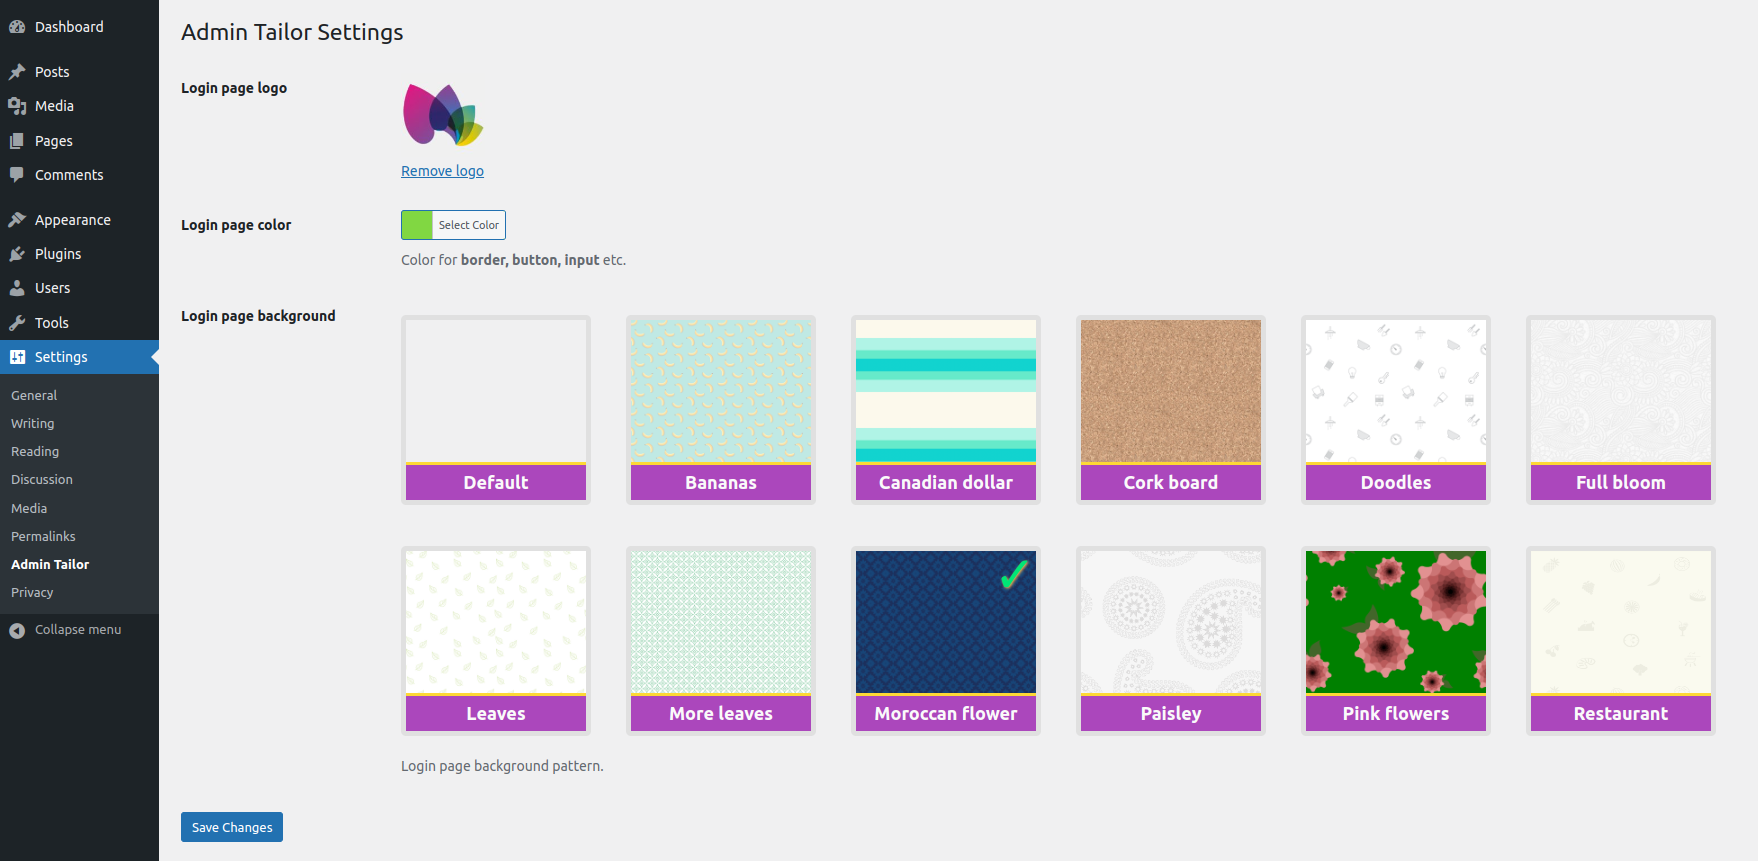 Dashboard
Posts
Media
Pages
Comments
Appearance
Plugins
Users
Tools
Settings
General
Writing
Reading
Discussion
Media
Permalinks
Admin Tailor
Privacy
Collapse menu
Admin Tailor Settings
Login page logo
Remove logo
Login page color
Select Color
Color for border, button, input etc.
Login page background
Default
Bananas
Canadian dollar
Cork board
Doodles
Full bloom
Leaves
More leaves
Moroccan flower
Paisley
Pink flowers
Restaurant
Login page background pattern.
Save Changes